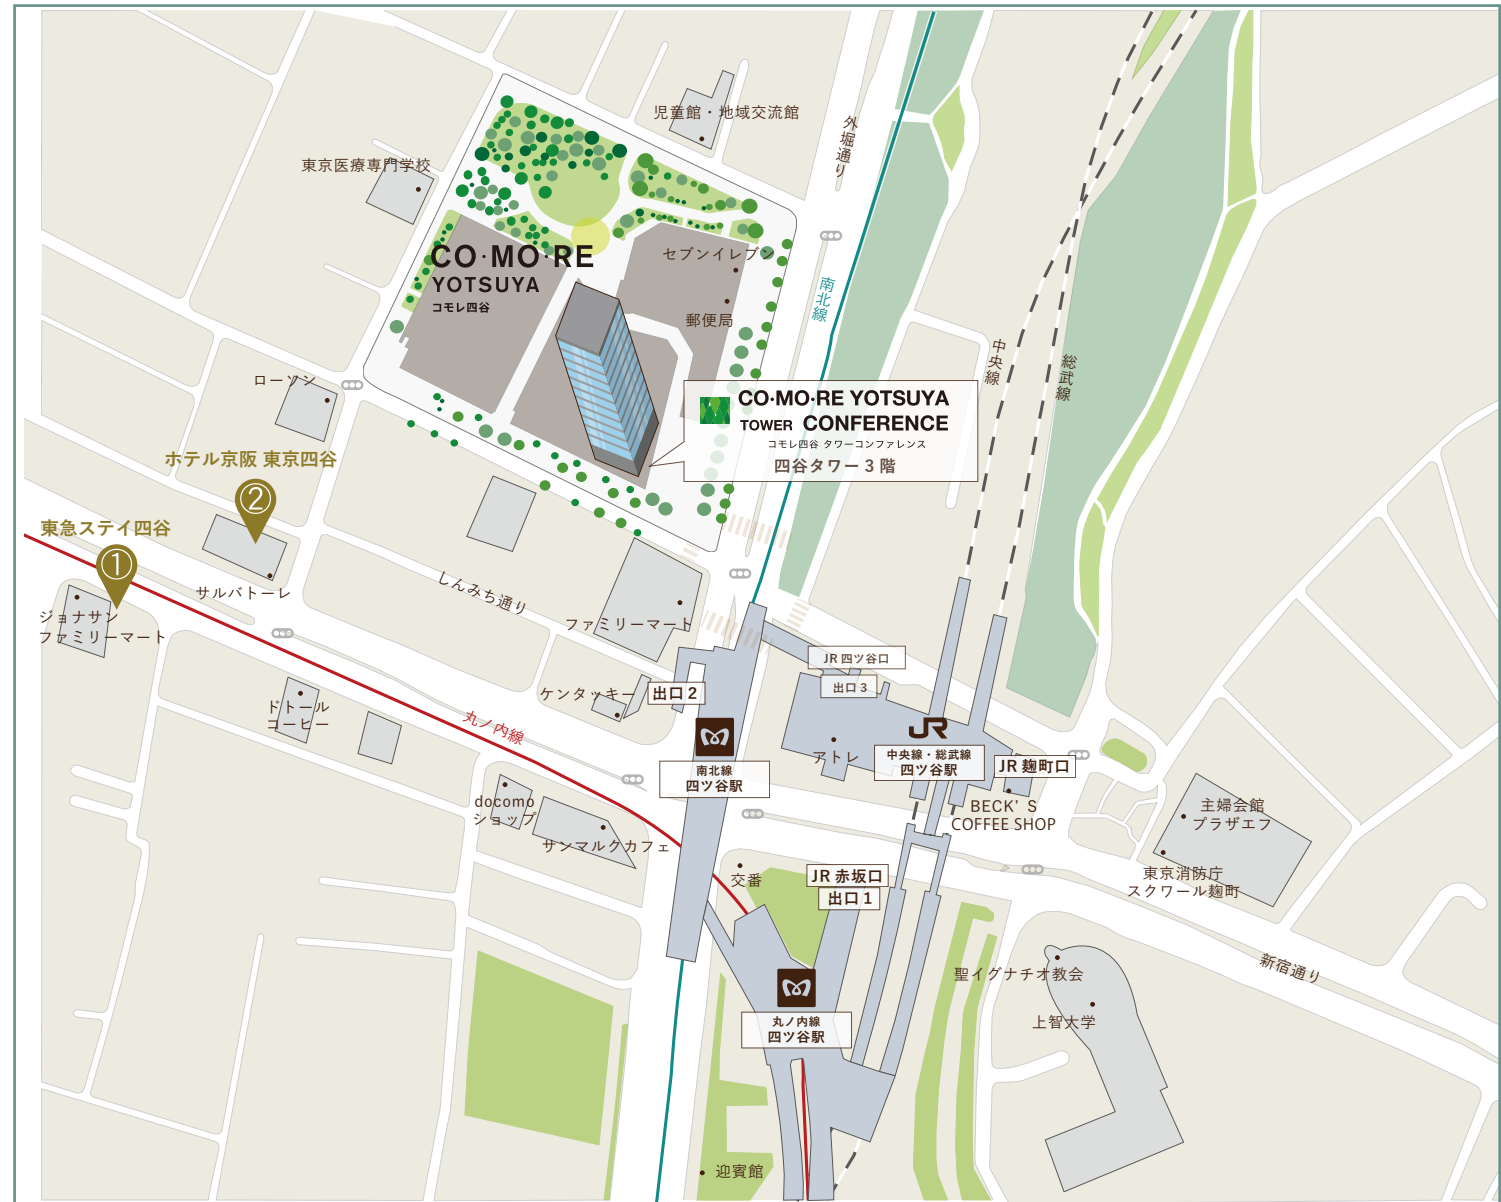 児童館・地域交流館
外堀通り
東京医療専門学校
CO·MO·RE
YOTSUYA
コモレ四谷
セブンイレブン
郵便局
南北線
中央線
総武線
ローソン
CO·MO·RE YOTSUYA
TOWER CONFERENCE
コモレ四谷 タワーコンファレンス
四谷タワー 3 階
ホテル京阪 東京四谷
2
東急ステイ四谷
1
サルバトーレ
しんみち通り
ジョナサン
ファミリーマート
ファミリーマート
JR 四ツ谷口
出口 3
ケンタッキー
出口 2
ドトール
コーヒー
丸ノ内線
南北線
四ツ谷駅
アトレ
JR
中央線・総武線
四ツ谷駅
JR 麹町口
BECK'S
COFFEE SHOP
docomo
ショップ
サンマルクカフェ
主婦会館
プラザエフ
交番
JR 赤坂口
出口 1
東京消防庁
スクワール麹町
新宿通り
聖イグナチオ教会
上智大学
丸ノ内線
四ツ谷駅
迎賓館